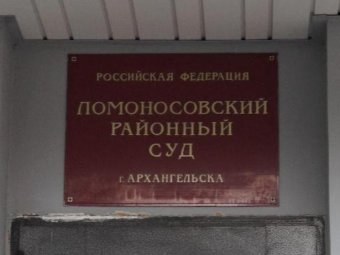 РОССИЙСКАЯ ФЕДЕРАЦИЯ
ЛОМОНОСОВСКИЙ
РАЙОННЫЙ
СУД
г. АРХАНГЕЛЬСКА